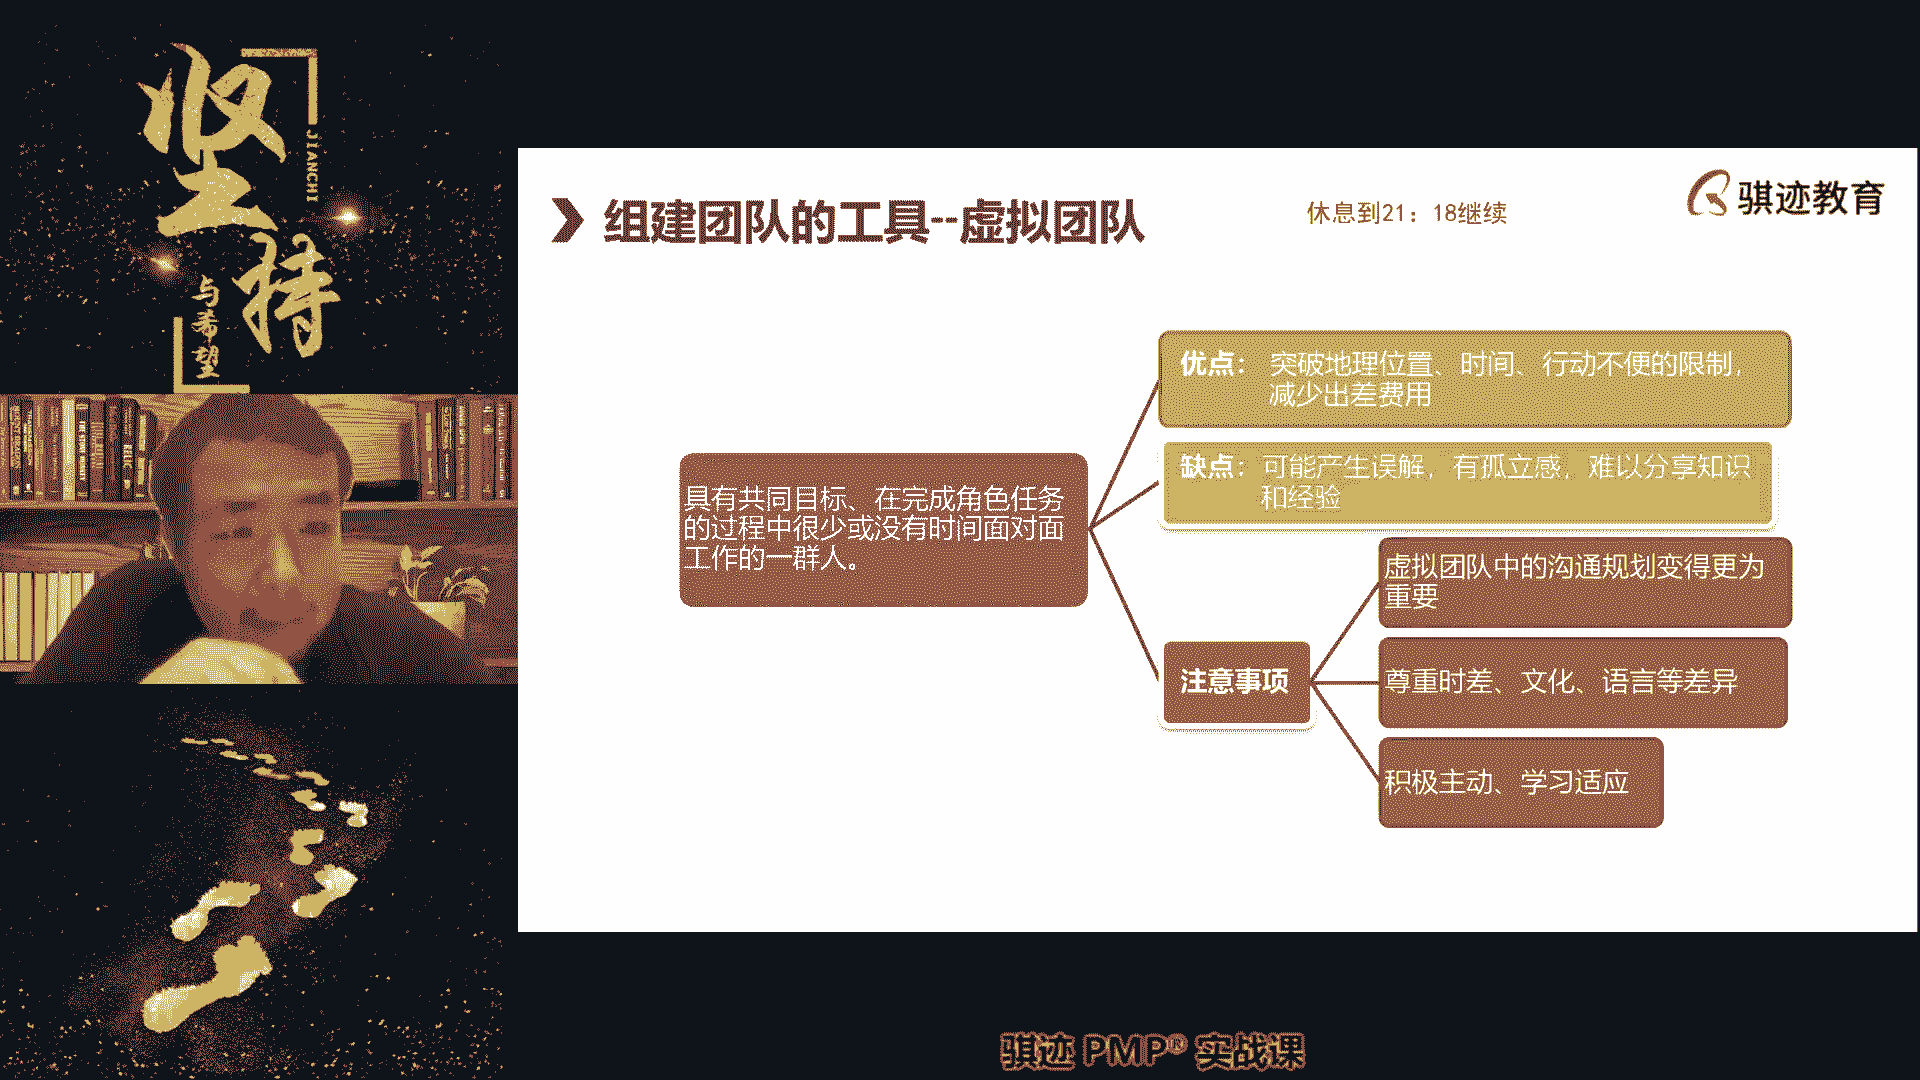 坚持
JIANCHI
与希望
组建团队的工具--虚拟团队
休息到21：18继续
骐迹教育
优点： 突破地理位置、时间、行动不便的限制，
减少出差费用
缺点： 可能产生误解，有孤立感，难以分享知识
和经验
具有共同目标、在完成角色任务
的过程中很少或没有时间面对面
工作的一群人。
注意事项
虚拟团队中的沟通规划变得更为
重要
尊重时差、文化、语言等差异
积极主动、学习适应
骐迹 PMP® 实战课